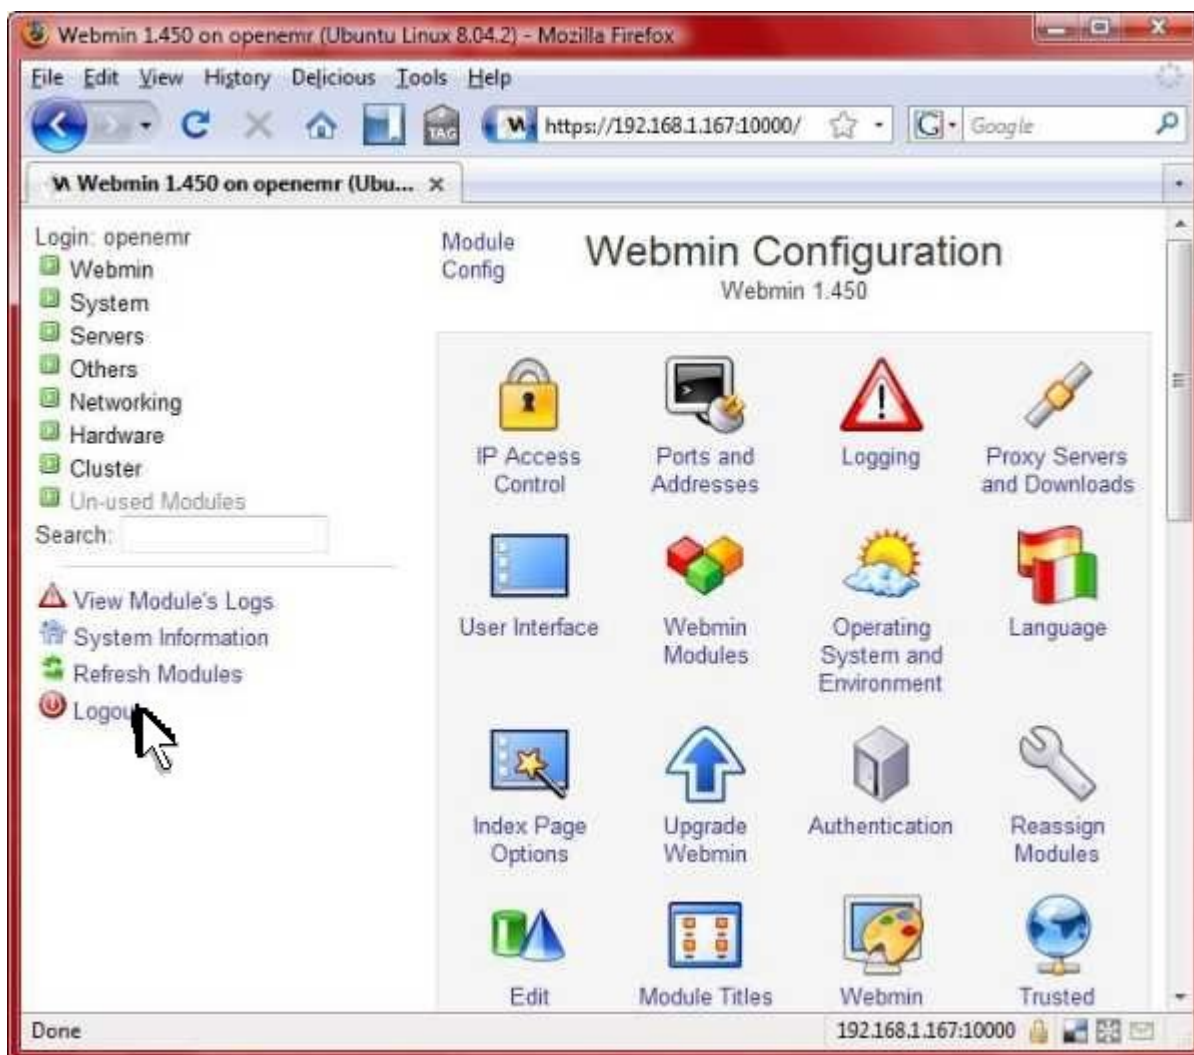 Webmin 1.450 on openemr (Ubuntu Linux 8.04.2) - Mozilla Firefox
File Edit View History Delicious Tools Help
TAG https://192.168.1.167:10000/ G Google
Webmin 1.450 on openemr (Ubu...
Login: openemr
Webmin
System
Servers
Others
Networking
Hardware
Cluster
Un-used Modules
Search:
View Module's Logs
System Information
Refresh Modules
Logout
Module
Config
Webmin Configuration
Webmin 1.450
IP Access
Control
Ports and
Addresses
Logging
Proxy Servers
and Downloads
User Interface
Webmin
Modules
Operating
System and
Environment
Language
Index Page
Options
Upgrade
Webmin
Authentication
Reassign
Modules
Edit
Module Titles
Webmin
Trusted
Done
192.168.1.167:10000